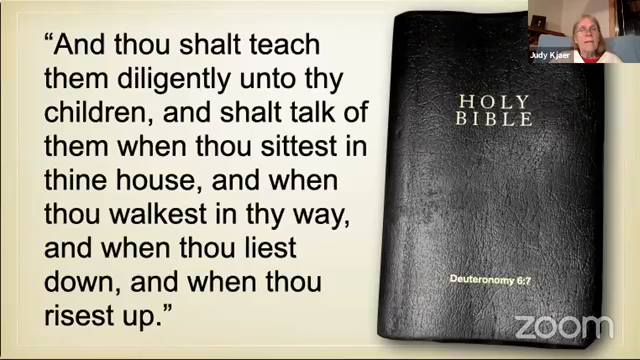 “And thou shalt teach
them diligently unto thy
children, and shalt talk of
them when thou sittest in
thine house, and when
thou walkest in thy way,
and when thou liest
down, and when thou
risest up.”
HOLY
BIBLE
Deuteronomy 6:7
Judy Kjaer
zoom